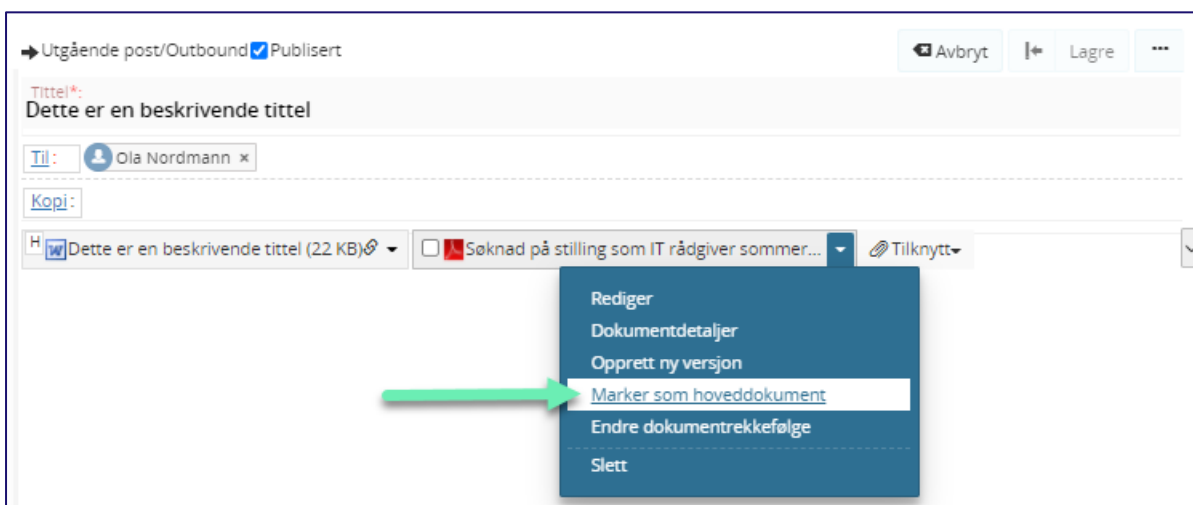 Utgående post/Outbound Publisert Avbryt Lagre ...
Tittel*:
Dette er en beskrivende tittel
Til: Ola Nordmann ×
Kopi:
H Dette er en beskrivende tittel (22 KB) Søknad på stilling som IT rådgiver sommer... Tilknytt
Rediger
Dokumentdetaljer
Opprett ny versjon
Marker som hoveddokument
Endre dokumentrekkefølge
Slett